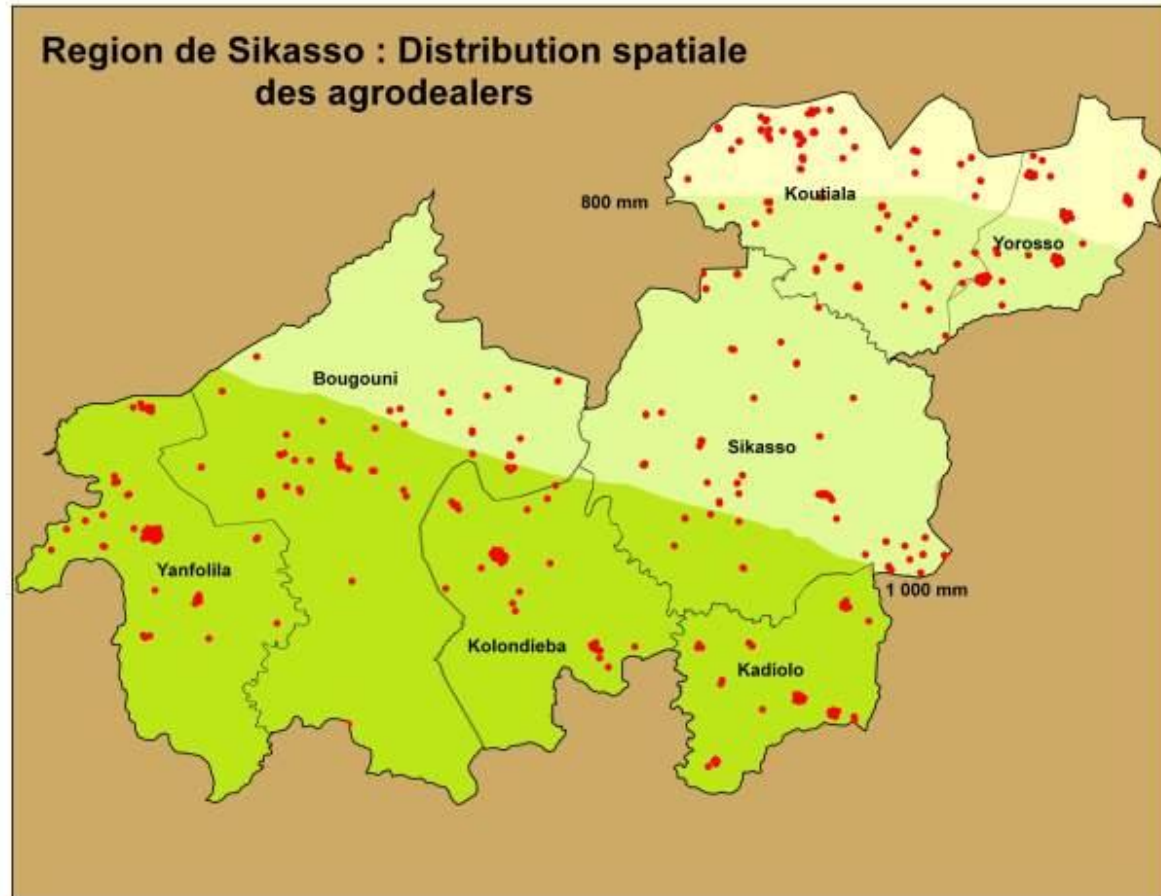 Region de Sikasso : Distribution spatiale
des agrodealers
800 mm
Koutiala
Yorosso
Bougouni
Sikasso
Yanfolila
1 000 mm
Kolondieba
Kadiolo